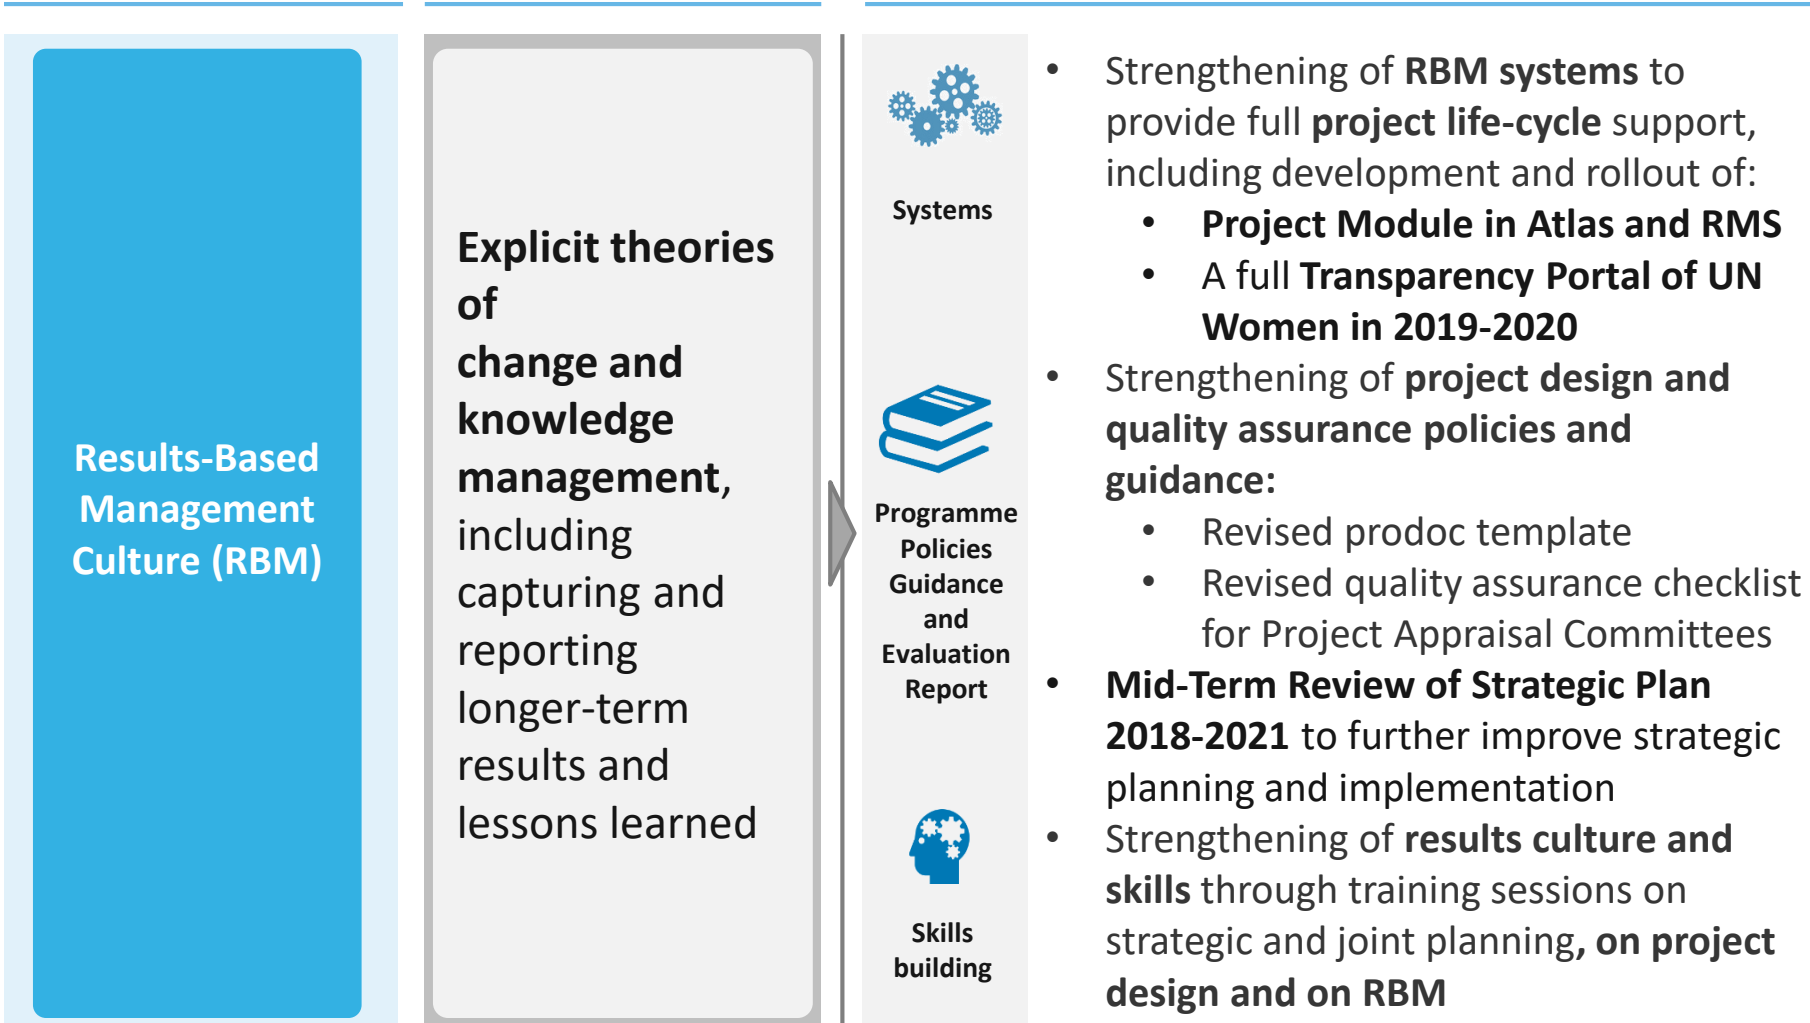 Results-Based
Management
Culture (RBM)
Explicit theories
of
change and
knowledge
management,
including
capturing and
reporting
longer-term
results and
lessons learned
Systems
Programme
Policies
Guidance
and
Evaluation
Report
Skills
building
• Strengthening of RBM systems to
provide full project life-cycle support,
including development and rollout of:
• Project Module in Atlas and RMS
• A full Transparency Portal of UN
Women in 2019-2020
• Strengthening of project design and
quality assurance policies and
guidance:
• Revised prodoc template
• Revised quality assurance checklist
for Project Appraisal Committees
• Mid-Term Review of Strategic Plan
2018-2021 to further improve strategic
planning and implementation
• Strengthening of results culture and
skills through training sessions on
strategic and joint planning, on project
design and on RBM